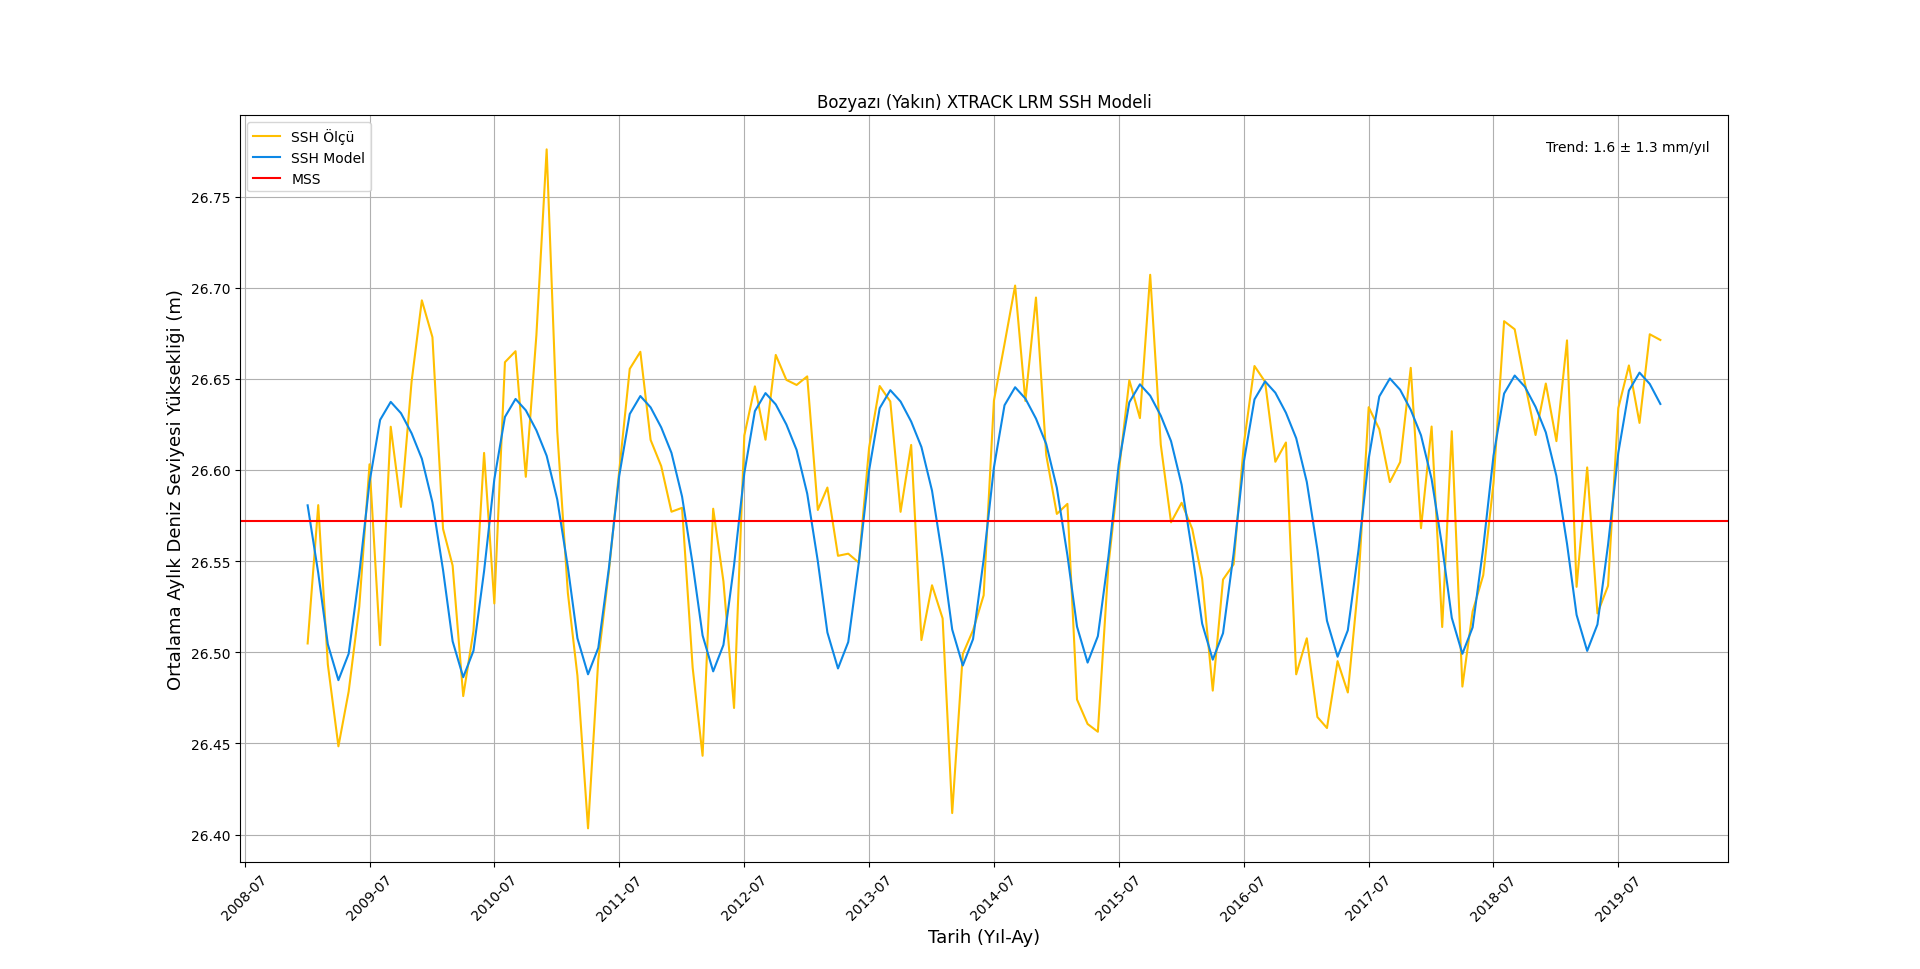 Bozyazı (Yakın) XTRACK LRM SSH Modeli
SSH Ölçü
SSH Model
MSS
Trend: 1.6 ± 1.3 mm/yıl
Ortalama Aylık Deniz Seviyesi Yüksekliği (m)
26.75
26.70
26.65
26.60
26.55
26.50
26.45
26.40
2008-07
2009-07
2010-07
2011-07
2012-07
2013-07
2014-07
2015-07
2016-07
2017-07
2018-07
2019-07
Tarih (Yıl-Ay)